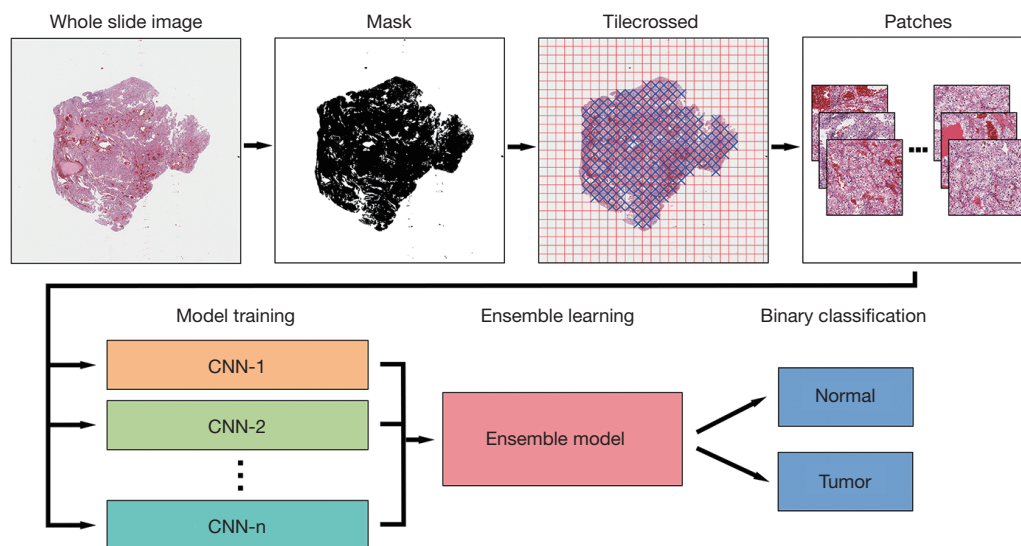 Whole slide image
Mask
Tilecrossed
Patches
Model training
Ensemble learning
Binary classification
CNN-1
CNN-2
CNN-n
Ensemble model
Normal
Tumor